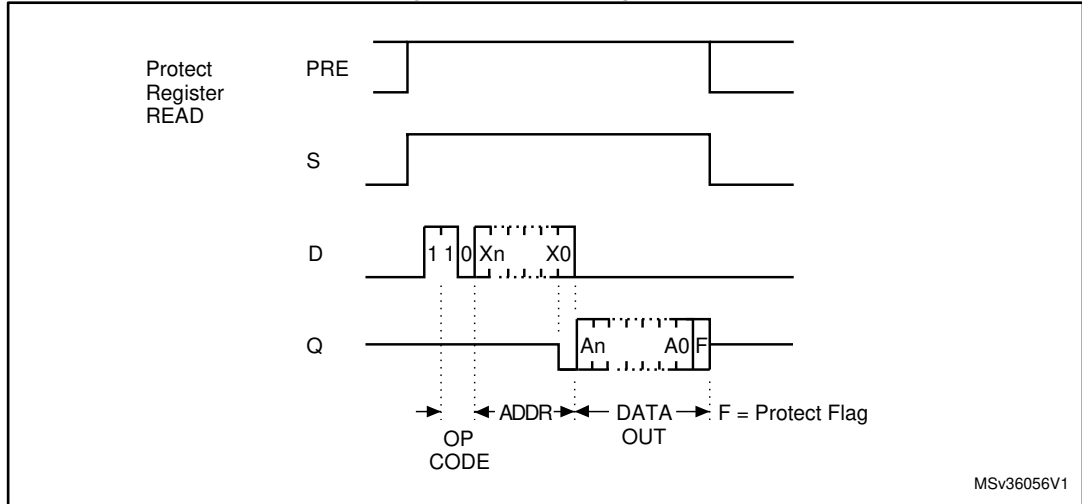 Protect
Register
READ
PRE
S
D
1 1 0 Xn X0
Q
An A0 F
ADDR DATA OUT F = Protect Flag
OP
CODE
MSv36056V1